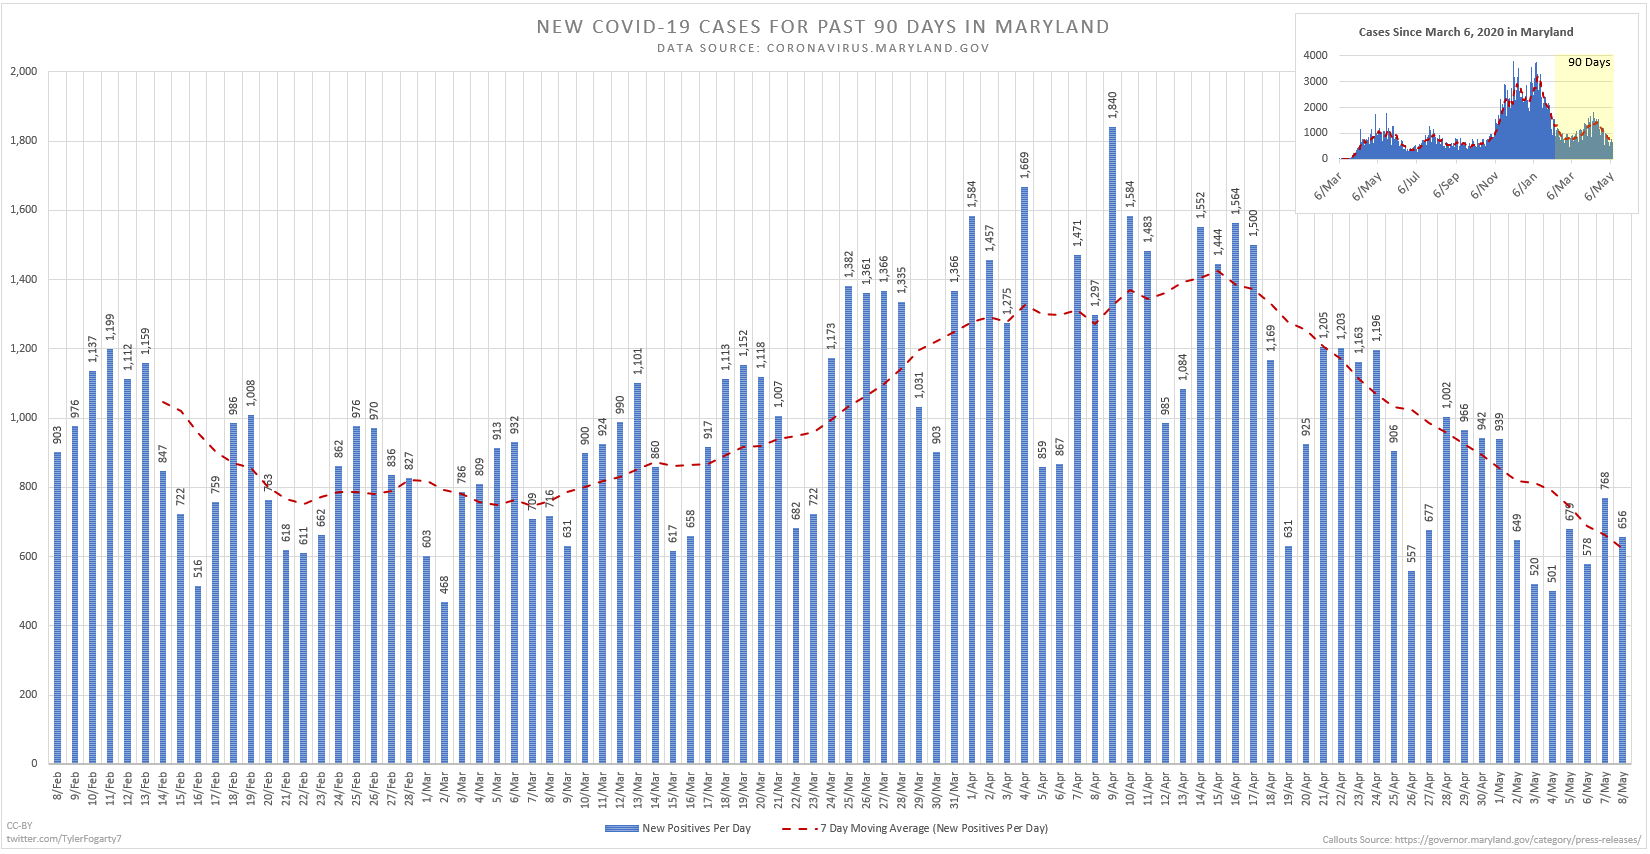 NEW COVID-19 CASES FOR PAST 90 DAYS IN MARYLAND
DATA SOURCE: CORONAVIRUS.MARYLAND.GOV
Cases Since March 6, 2020 in Maryland
90 Days
4000
3000
2000
1000
0
6/Mar 6/May 6/Jul 6/Sep 6/Nov 6/Jan 6/Mar 6/May
2,000
1,800
1,600
1,400
1,200
1,000
800
600
400
200
0
903 976 1,137 1,199 1,112 1,159 847 722 516 759 986 1,008 763 618 611 662 862 976 970 836 827 603 468 786 809 913 932 709 716 631 900 924 990 1,101 860 617 658 917 1,113 1,152 1,118 1,007 682 722 1,173 1,382 1,361 1,366 1,335 1,031 903 1,366 1,584 1,457 1,275 1,669 859 867 1,471 1,297 1,840 1,584 1,483 985 1,084 1,552 1,444 1,564 1,500 1,169 631 925 1,205 1,203 1,163 1,196 906 557 677 1,002 966 942 939 649 520 501 679 578 768 656
8/Feb 9/Feb 10/Feb 11/Feb 12/Feb 13/Feb 14/Feb 15/Feb 16/Feb 17/Feb 18/Feb 19/Feb 20/Feb 21/Feb 22/Feb 23/Feb 24/Feb 25/Feb 26/Feb 27/Feb 28/Feb 1/Mar 2/Mar 3/Mar 4/Mar 5/Mar 6/Mar 7/Mar 8/Mar 9/Mar 10/Mar 11/Mar 12/Mar 13/Mar 14/Mar 15/Mar 16/Mar 17/Mar 18/Mar 19/Mar 20/Mar 21/Mar 22/Mar 23/Mar 24/Mar 25/Mar 26/Mar 27/Mar 28/Mar 29/Mar 30/Mar 31/Mar 1/Apr 2/Apr 3/Apr 4/Apr 5/Apr 6/Apr 7/Apr 8/Apr 9/Apr 10/Apr 11/Apr 12/Apr 13/Apr 14/Apr 15/Apr 16/Apr 17/Apr 18/Apr 19/Apr 20/Apr 21/Apr 22/Apr 23/Apr 24/Apr 25/Apr 26/Apr 27/Apr 28/Apr 29/Apr 30/Apr 1/May 2/May 3/May 4/May 5/May 6/May 7/May 8/May
New Positives Per Day 7 Day Moving Average (New Positives Per Day)
CC-BY
twitter.com/TylerFogarty7
Callouts Source: https://governor.maryland.gov/category/press-releases/